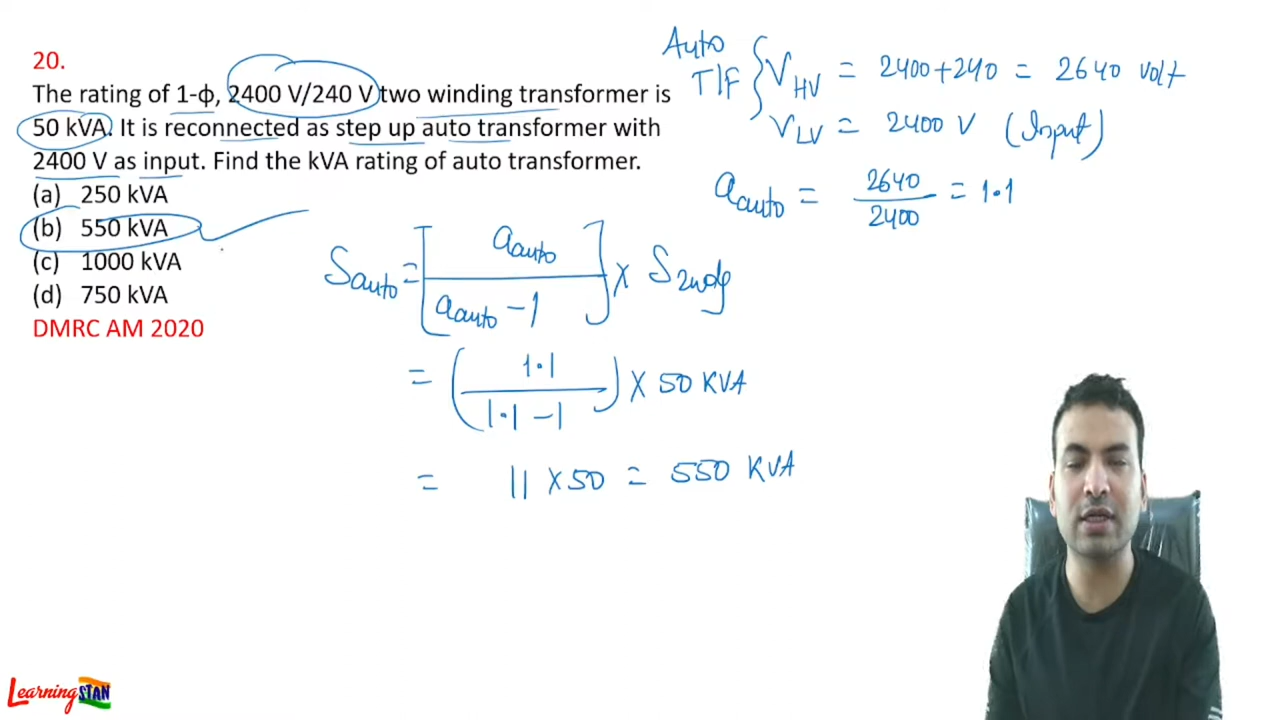 20.
The rating of 1-ф, 2400 V/240 V two winding transformer is
50 kVA. It is reconnected as step up auto transformer with
2400 V as input. Find the kVA rating of auto transformer.
(a) 250 kVA
(b) 550 kVA
(c) 1000 kVA
(d) 750 kVA
DMRC AM 2020
Auto T/F { V_HV = 2400+240 = 2640 volt
V_LV = 2400 V (Input)
a_auto = 2640/2400 = 1.1
S_auto = [a_auto / (a_auto - 1)] × S_2wdg
= (1.1 / (1.1 - 1)) × 50 KVA
= 11 × 50 = 550 KVA
LearningSTAN